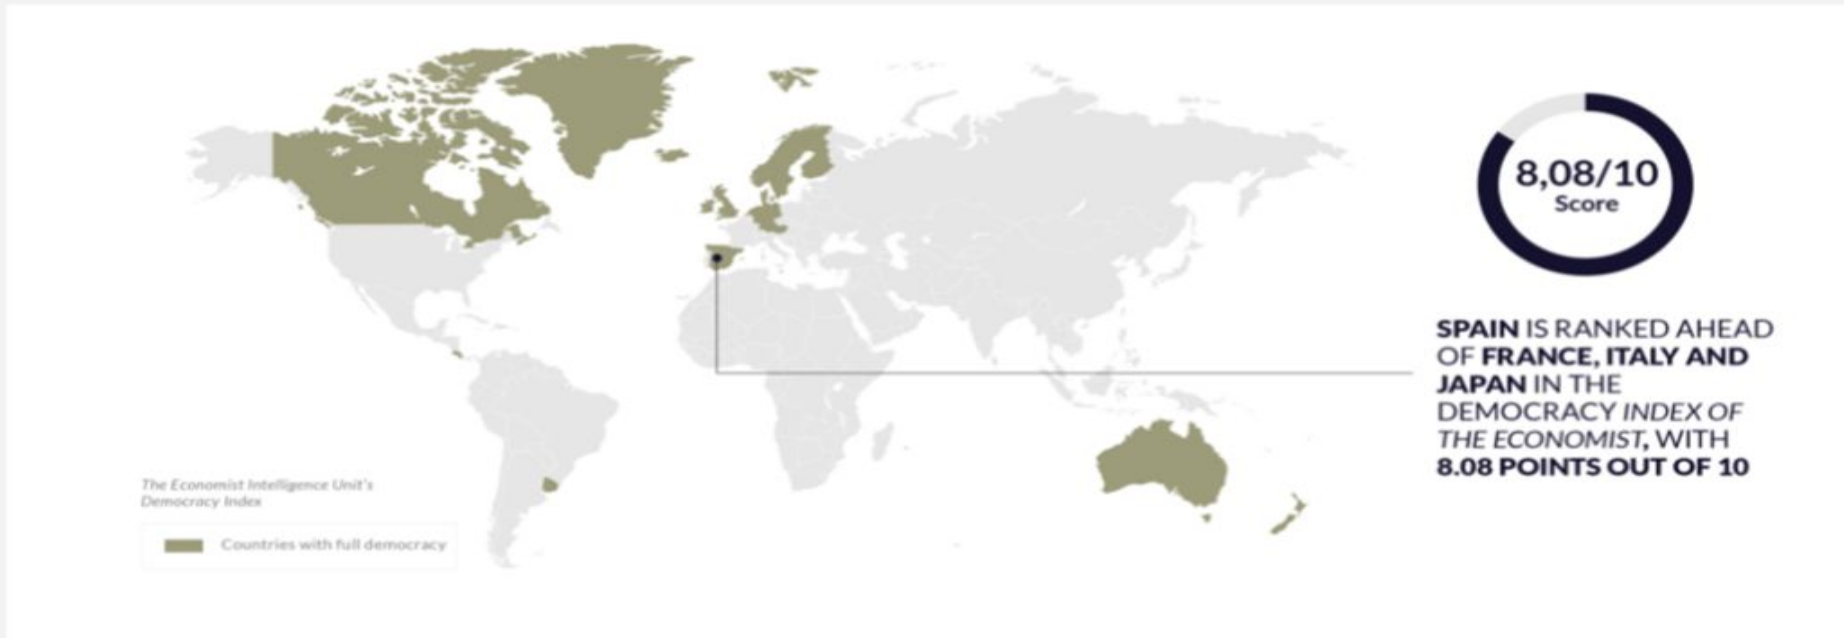 8,08/10
Score
SPAIN IS RANKED AHEAD
OF FRANCE, ITALY AND
JAPAN IN THE
DEMOCRACY INDEX OF
THE ECONOMIST, WITH
8.08 POINTS OUT OF 10
The Economist Intelligence Unit's
Democracy Index
Countries with full democracy